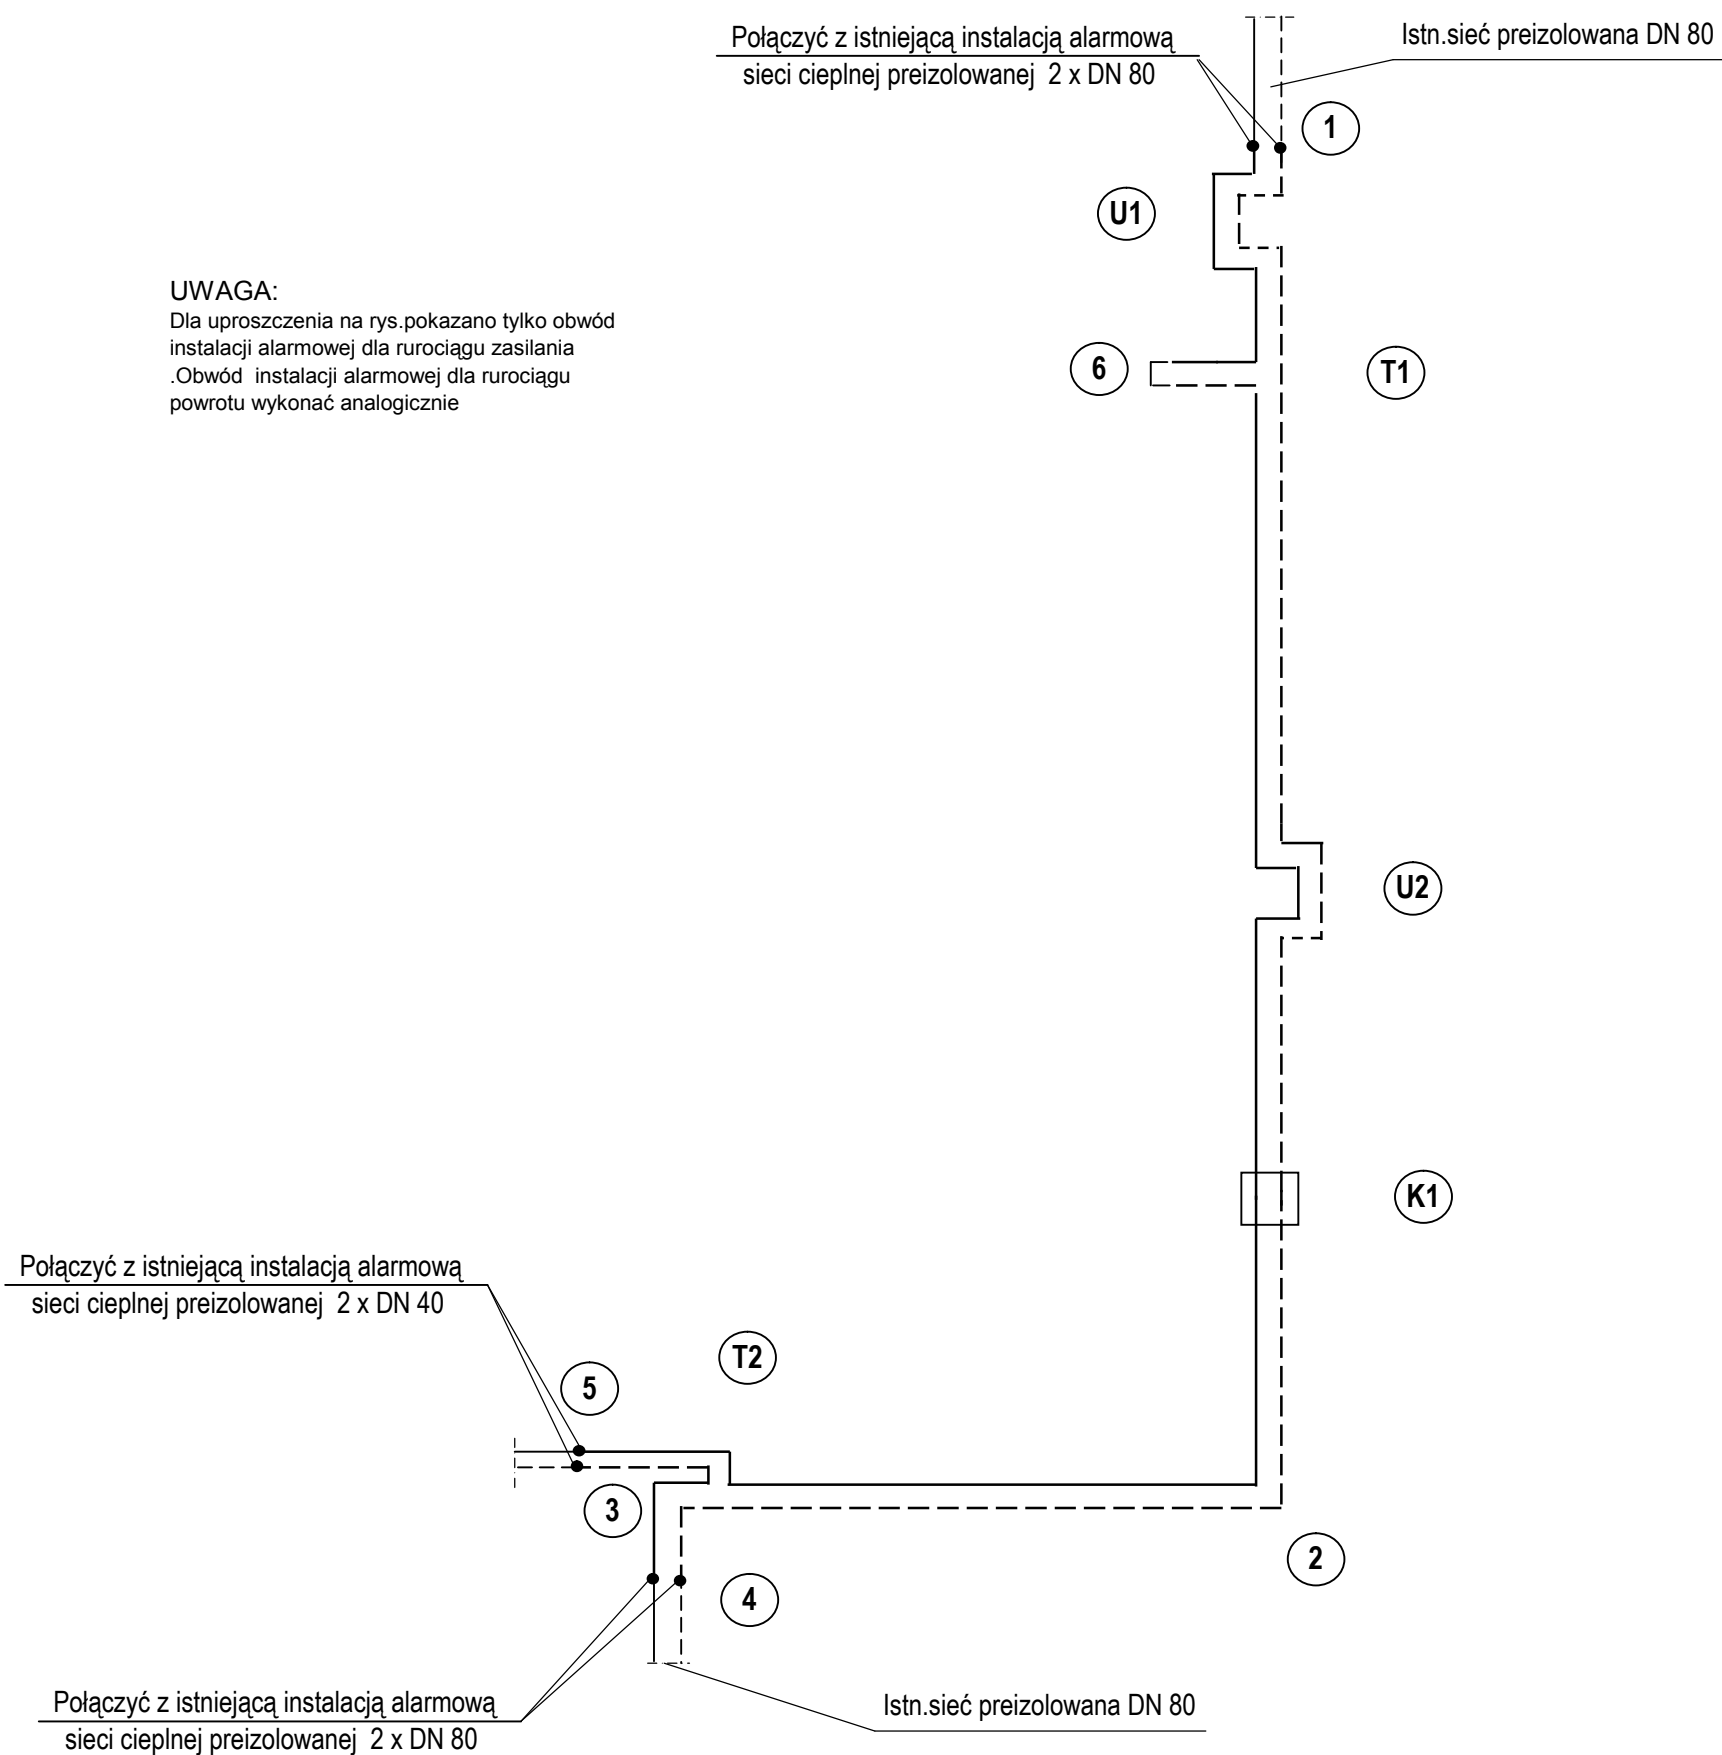 Połączyć z istniejącą instalacją alarmową
sieci cieplnej preizolowanej 2 x DN 80
Istn.sieć preizolowana DN 80
1
U1
UWAGA:
Dla uproszczenia na rys.pokazano tylko obwód
instalacji alarmowej dla rurociągu zasilania
.Obwód instalacji alarmowej dla rurociągu
powrotu wykonać analogicznie
6
T1
U2
K1
Połączyć z istniejącą instalacją alarmową
sieci cieplnej preizolowanej 2 x DN 40
T2
5
3
2
4
Połączyć z istniejącą instalacją alarmową
sieci cieplnej preizolowanej 2 x DN 80
Istn.sieć preizolowana DN 80